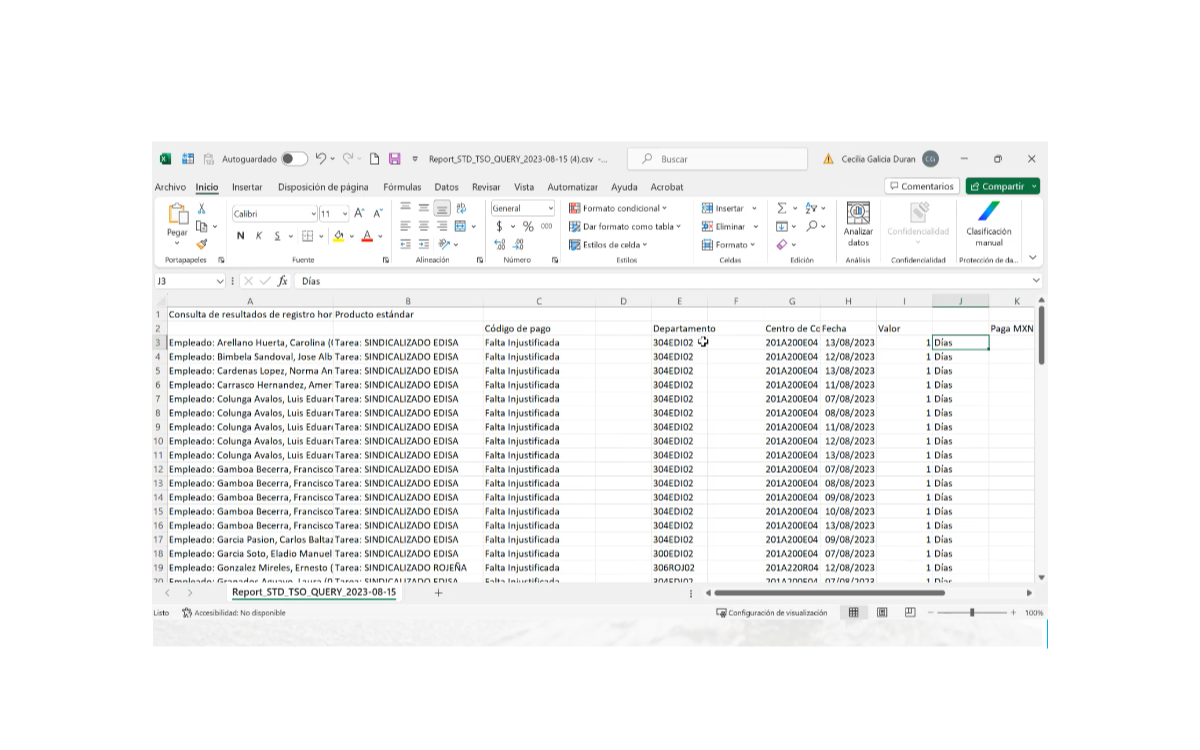 Autoguardado Report_STD_TSO_QUERY_2023-08-15 (4).csv -... Buscar Cecilia Galicia Duran CG
Archivo Inicio Insertar Disposición de página Fórmulas Datos Revisar Vista Automatizar Ayuda Acrobat Comentarios Compartir
Calibri 11 General Formato condicional Insertar
Pegar N K S $ % 000 Dar formato como tabla Eliminar Analizar datos Confidencialidad Clasificación manual
Estilos de celda Formato
Portapapeles Fuente Alineación Número Estilos Celdas Edición Análisis Confidencialidad Protección de da...
J3 fx Días
A B C D E F G H I J K
1 Consulta de resultados de registro hor Producto estándar
2 Código de pago Departamento Centro de Cc Fecha Valor Paga MXN
3 Empleado: Arellano Huerta, Carolina (( Tarea: SINDICALIZADO EDISA Falta Injustificada 304EDI02 201A200E04 13/08/2023 1 Días
4 Empleado: Bimbela Sandoval, Jose Alb Tarea: SINDICALIZADO EDISA Falta Injustificada 304EDI02 201A200E04 12/08/2023 1 Días
5 Empleado: Cardenas Lopez, Norma An Tarea: SINDICALIZADO EDISA Falta Injustificada 304EDI02 201A200E04 13/08/2023 1 Días
6 Empleado: Carrasco Hernandez, Amer Tarea: SINDICALIZADO EDISA Falta Injustificada 304EDI02 201A200E04 11/08/2023 1 Días
7 Empleado: Colunga Avalos, Luis Eduar Tarea: SINDICALIZADO EDISA Falta Injustificada 304EDI02 201A200E04 07/08/2023 1 Días
8 Empleado: Colunga Avalos, Luis Eduar Tarea: SINDICALIZADO EDISA Falta Injustificada 304EDI02 201A200E04 08/08/2023 1 Días
9 Empleado: Colunga Avalos, Luis Eduar Tarea: SINDICALIZADO EDISA Falta Injustificada 304EDI02 201A200E04 11/08/2023 1 Días
10 Empleado: Colunga Avalos, Luis Eduar Tarea: SINDICALIZADO EDISA Falta Injustificada 304EDI02 201A200E04 12/08/2023 1 Días
11 Empleado: Colunga Avalos, Luis Eduar Tarea: SINDICALIZADO EDISA Falta Injustificada 304EDI02 201A200E04 13/08/2023 1 Días
12 Empleado: Gamboa Becerra, Francisco Tarea: SINDICALIZADO EDISA Falta Injustificada 304EDI02 201A200E04 07/08/2023 1 Días
13 Empleado: Gamboa Becerra, Francisco Tarea: SINDICALIZADO EDISA Falta Injustificada 304EDI02 201A200E04 08/08/2023 1 Días
14 Empleado: Gamboa Becerra, Francisco Tarea: SINDICALIZADO EDISA Falta Injustificada 304EDI02 201A200E04 09/08/2023 1 Días
15 Empleado: Gamboa Becerra, Francisco Tarea: SINDICALIZADO EDISA Falta Injustificada 304EDI02 201A200E04 10/08/2023 1 Días
16 Empleado: Gamboa Becerra, Francisco Tarea: SINDICALIZADO EDISA Falta Injustificada 304EDI02 201A200E04 13/08/2023 1 Días
17 Empleado: Garcia Pasion, Carlos Baltaz Tarea: SINDICALIZADO EDISA Falta Injustificada 304EDI02 201A200E04 09/08/2023 1 Días
18 Empleado: Garcia Soto, Eladio Manuel Tarea: SINDICALIZADO EDISA Falta Injustificada 300EDI02 201A200E04 07/08/2023 1 Días
19 Empleado: Gonzalez Mireles, Ernesto ( Tarea: SINDICALIZADO ROJEÑA Falta Injustificada 306ROJ02 201A220R04 12/08/2023 1 Días
20 Empleado: Tarea: SINDICALIZADO EDISA Falta Injustificada 304EDI02 201A200E04 07/08/2023 1 Días
Report_STD_TSO_QUERY_2023-08-15
Listo Accesibilidad: No disponible Configuración de visualización 100%